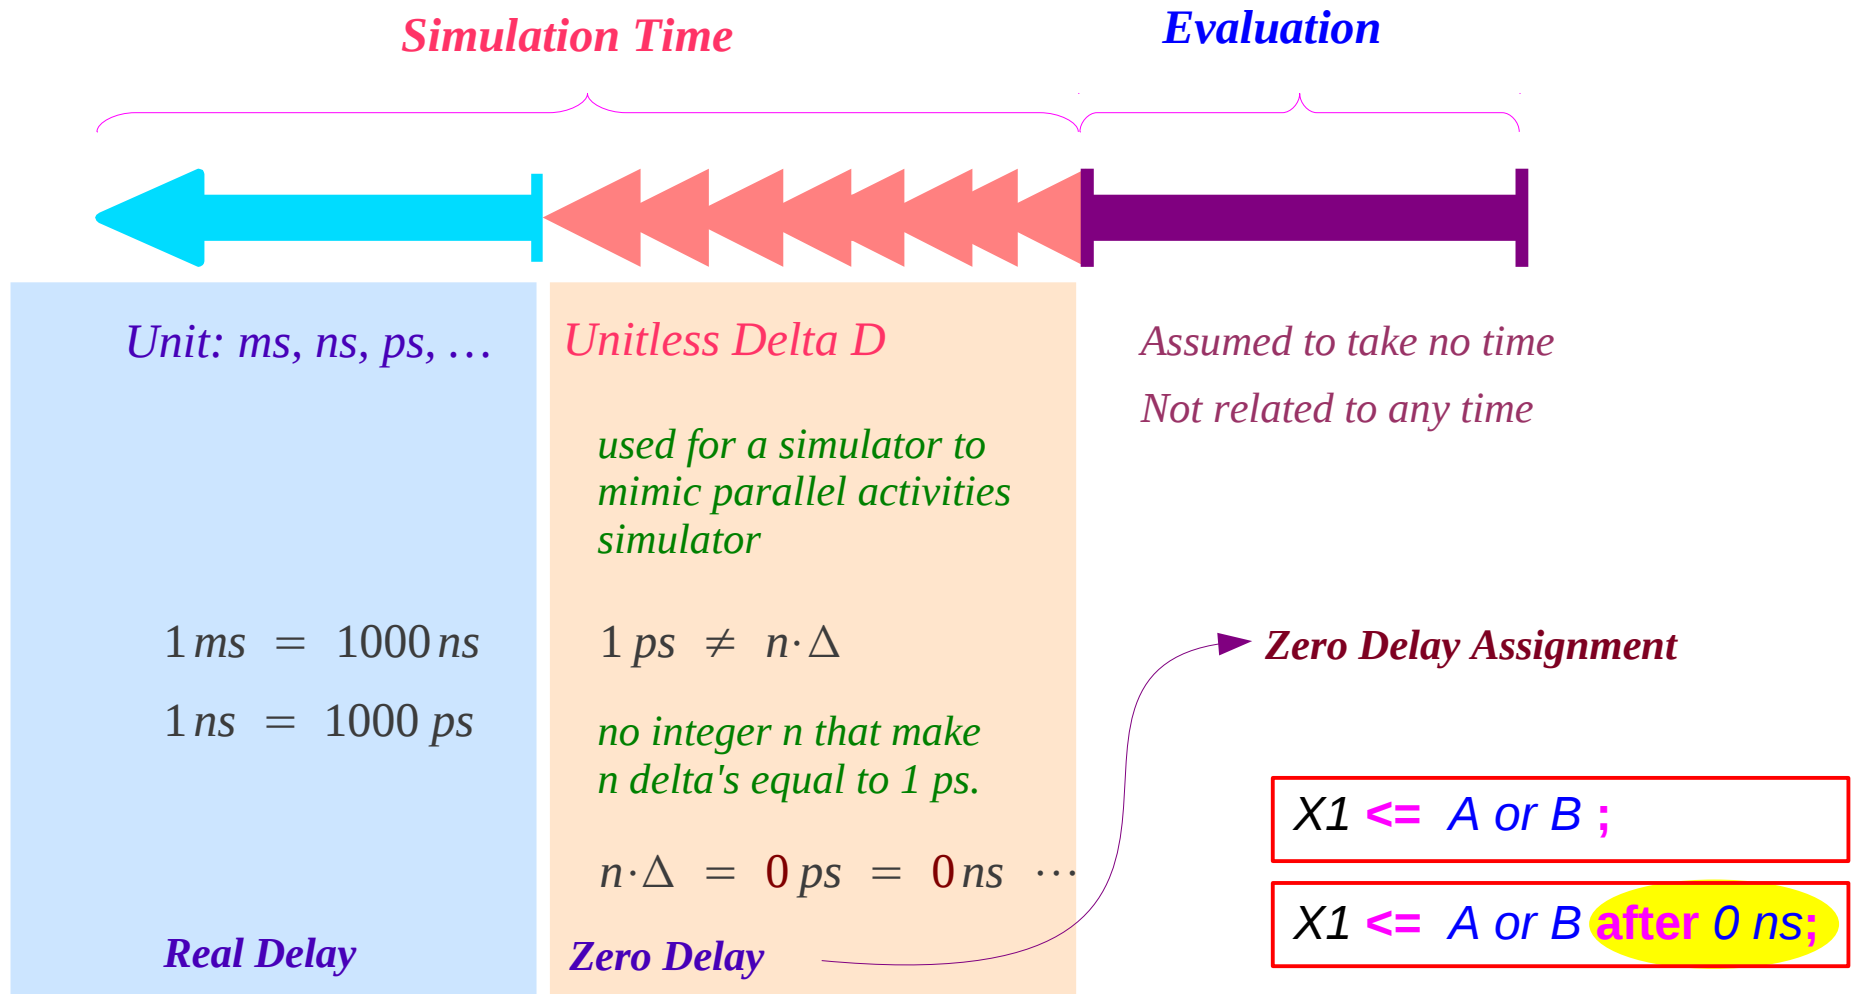 Simulation Time
Evaluation
Unit: ms, ns, ps, …
Unitless Delta D
Assumed to take no time
Not related to any time
used for a simulator to
mimic parallel activities
simulator
1 ms = 1000 ns
1 ns = 1000 ps
1 ps ≠ n·Δ
no integer n that make
n delta's equal to 1 ps.
n·Δ = 0 ps = 0 ns ⋯
Real Delay
Zero Delay
Zero Delay Assignment
X1 <= A or B ;
X1 <= A or B after 0 ns;